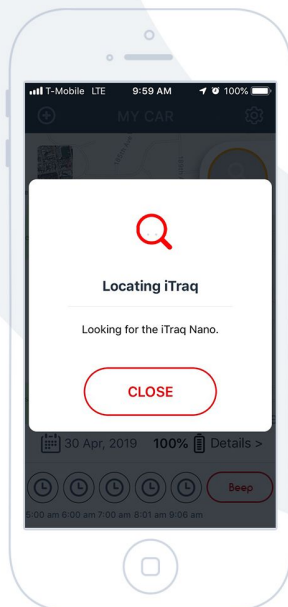 T-Mobile LTE 9:59 AM 100%
MY CAR
Locating iTraq
Looking for the iTraq Nano.
CLOSE
30 Apr, 2019 100% Details >
Beep
5:00 am 6:00 am 7:00 am 8:01 am 9:06 am